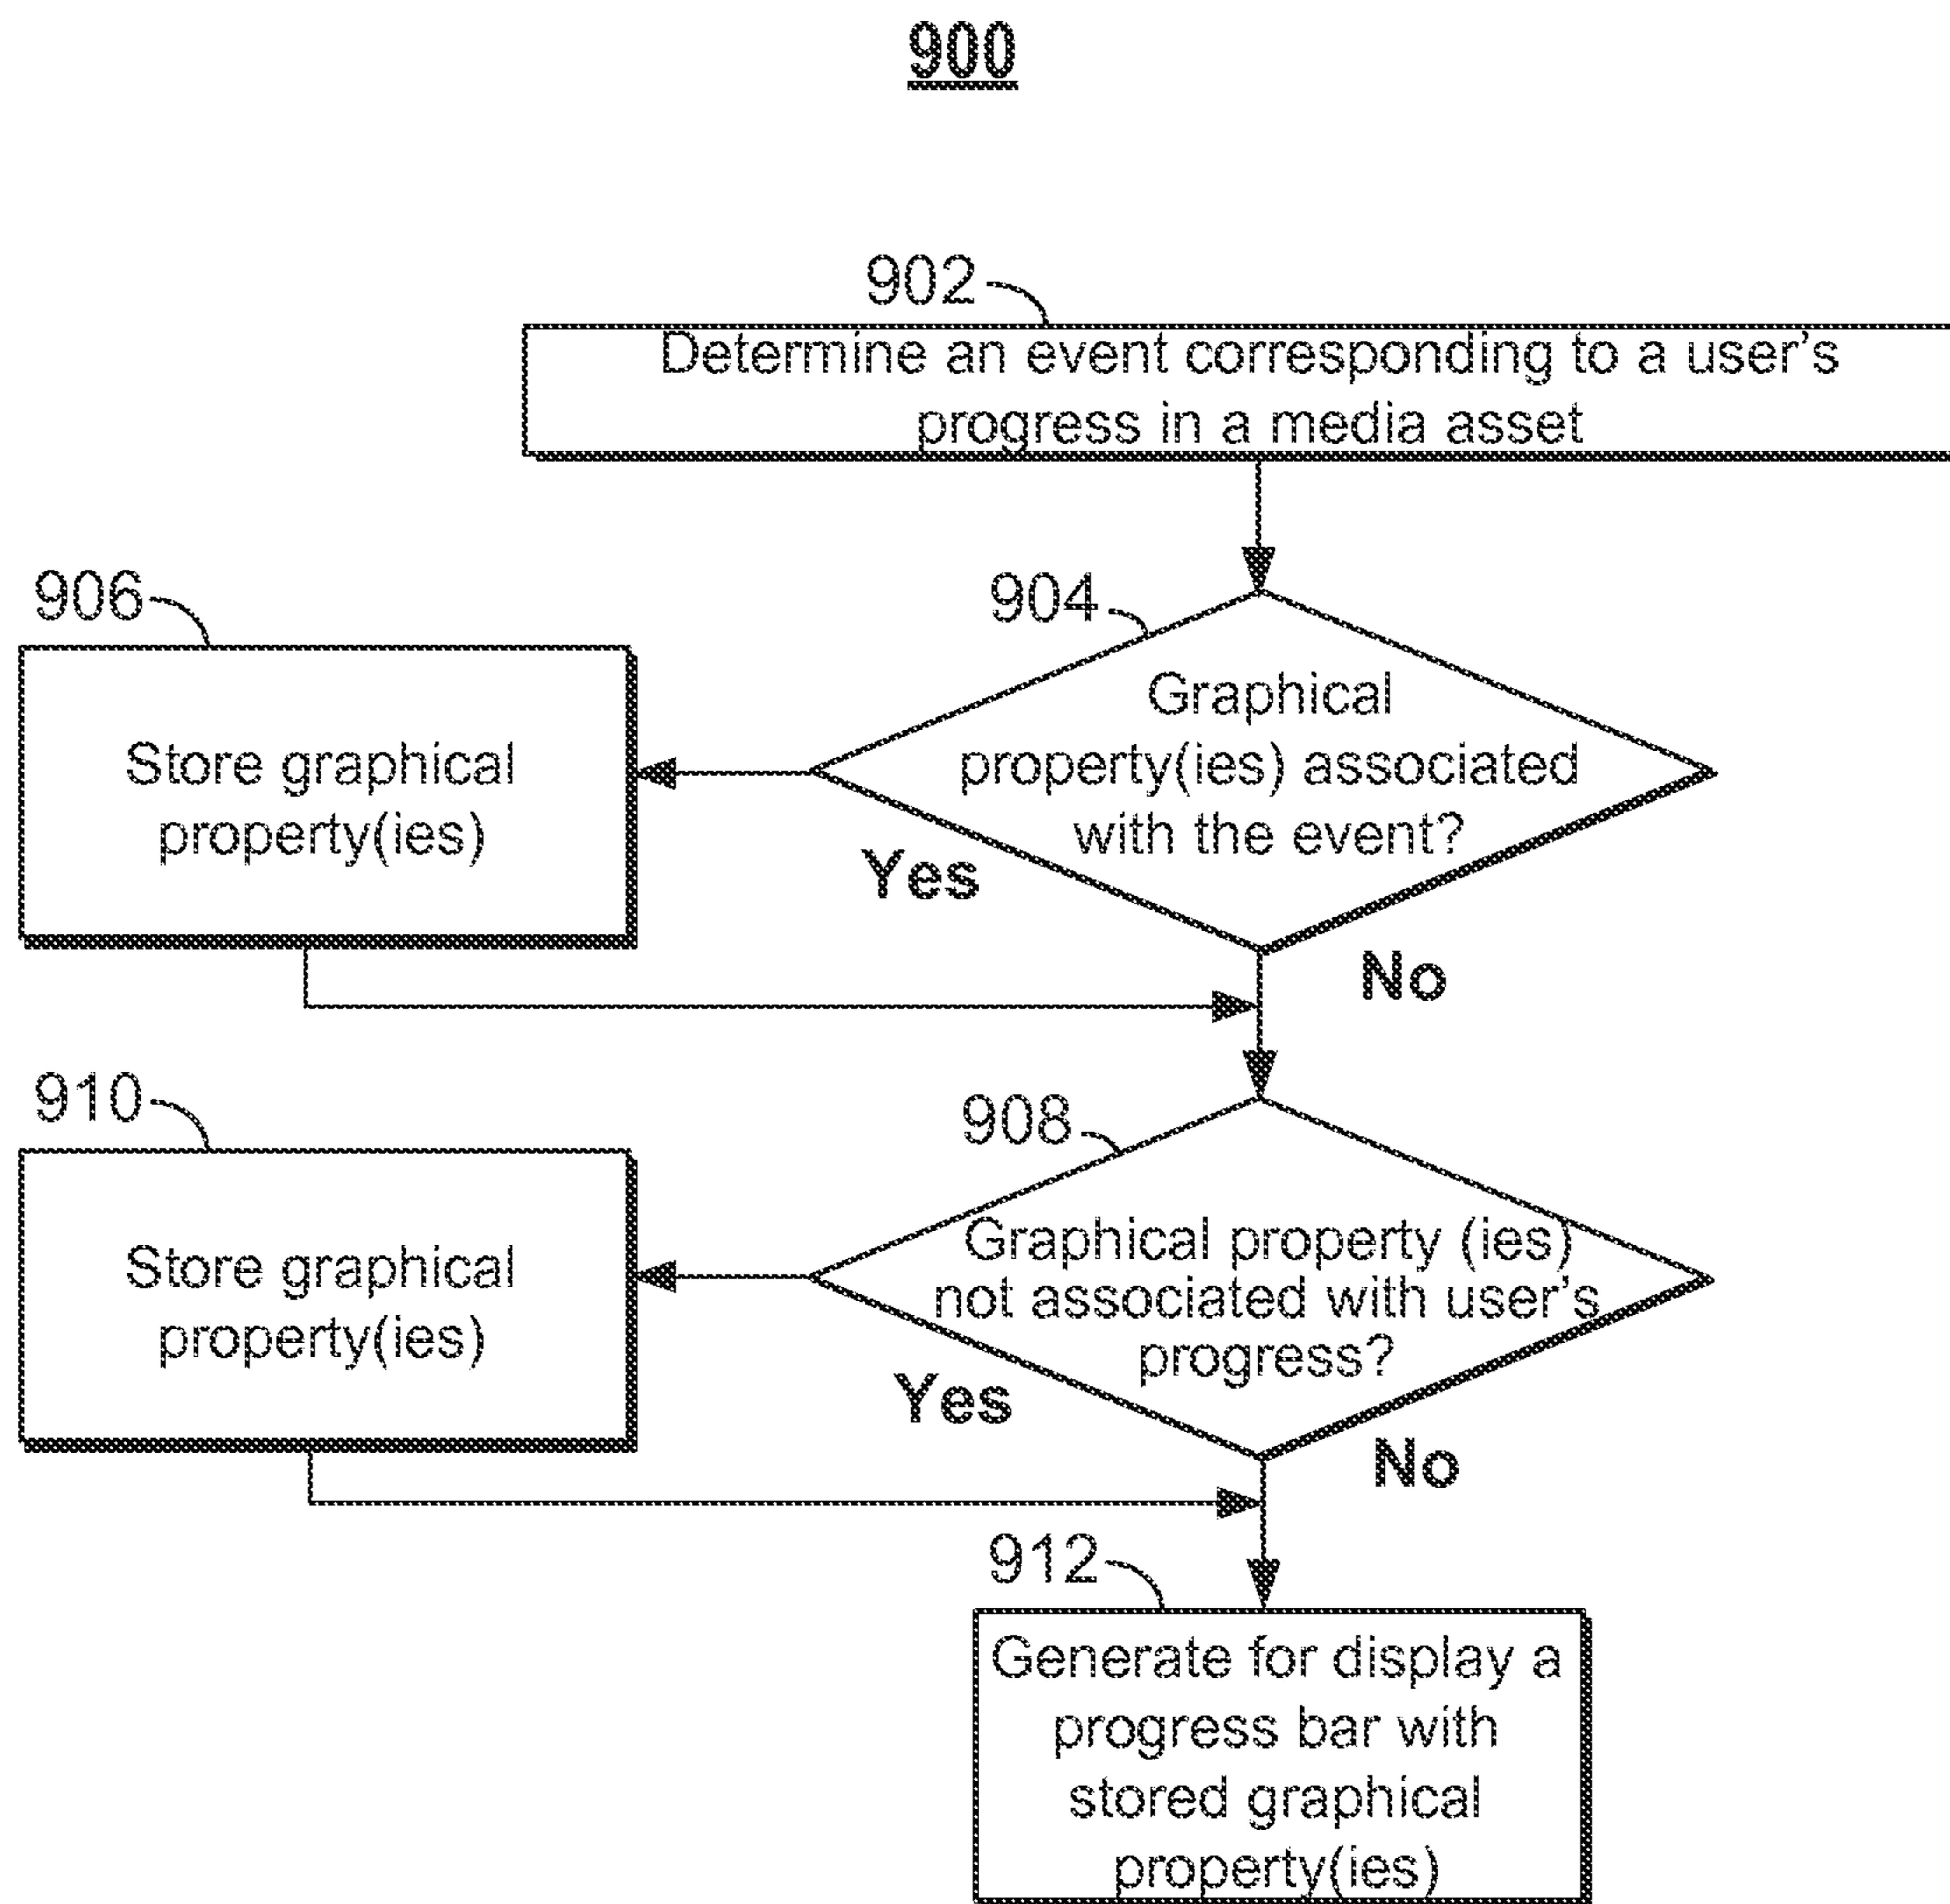 900
902
Determine an event corresponding to a user's
progress in a media asset
904
Graphical
property(ies) associated
with the event?
Yes
No
906
Store graphical
property(ies)
908
Graphical property (ies)
not associated with user's
progress?
Yes
No
910
Store graphical
property(ies)
912
Generate for display a
progress bar with
stored graphical
property(ies)